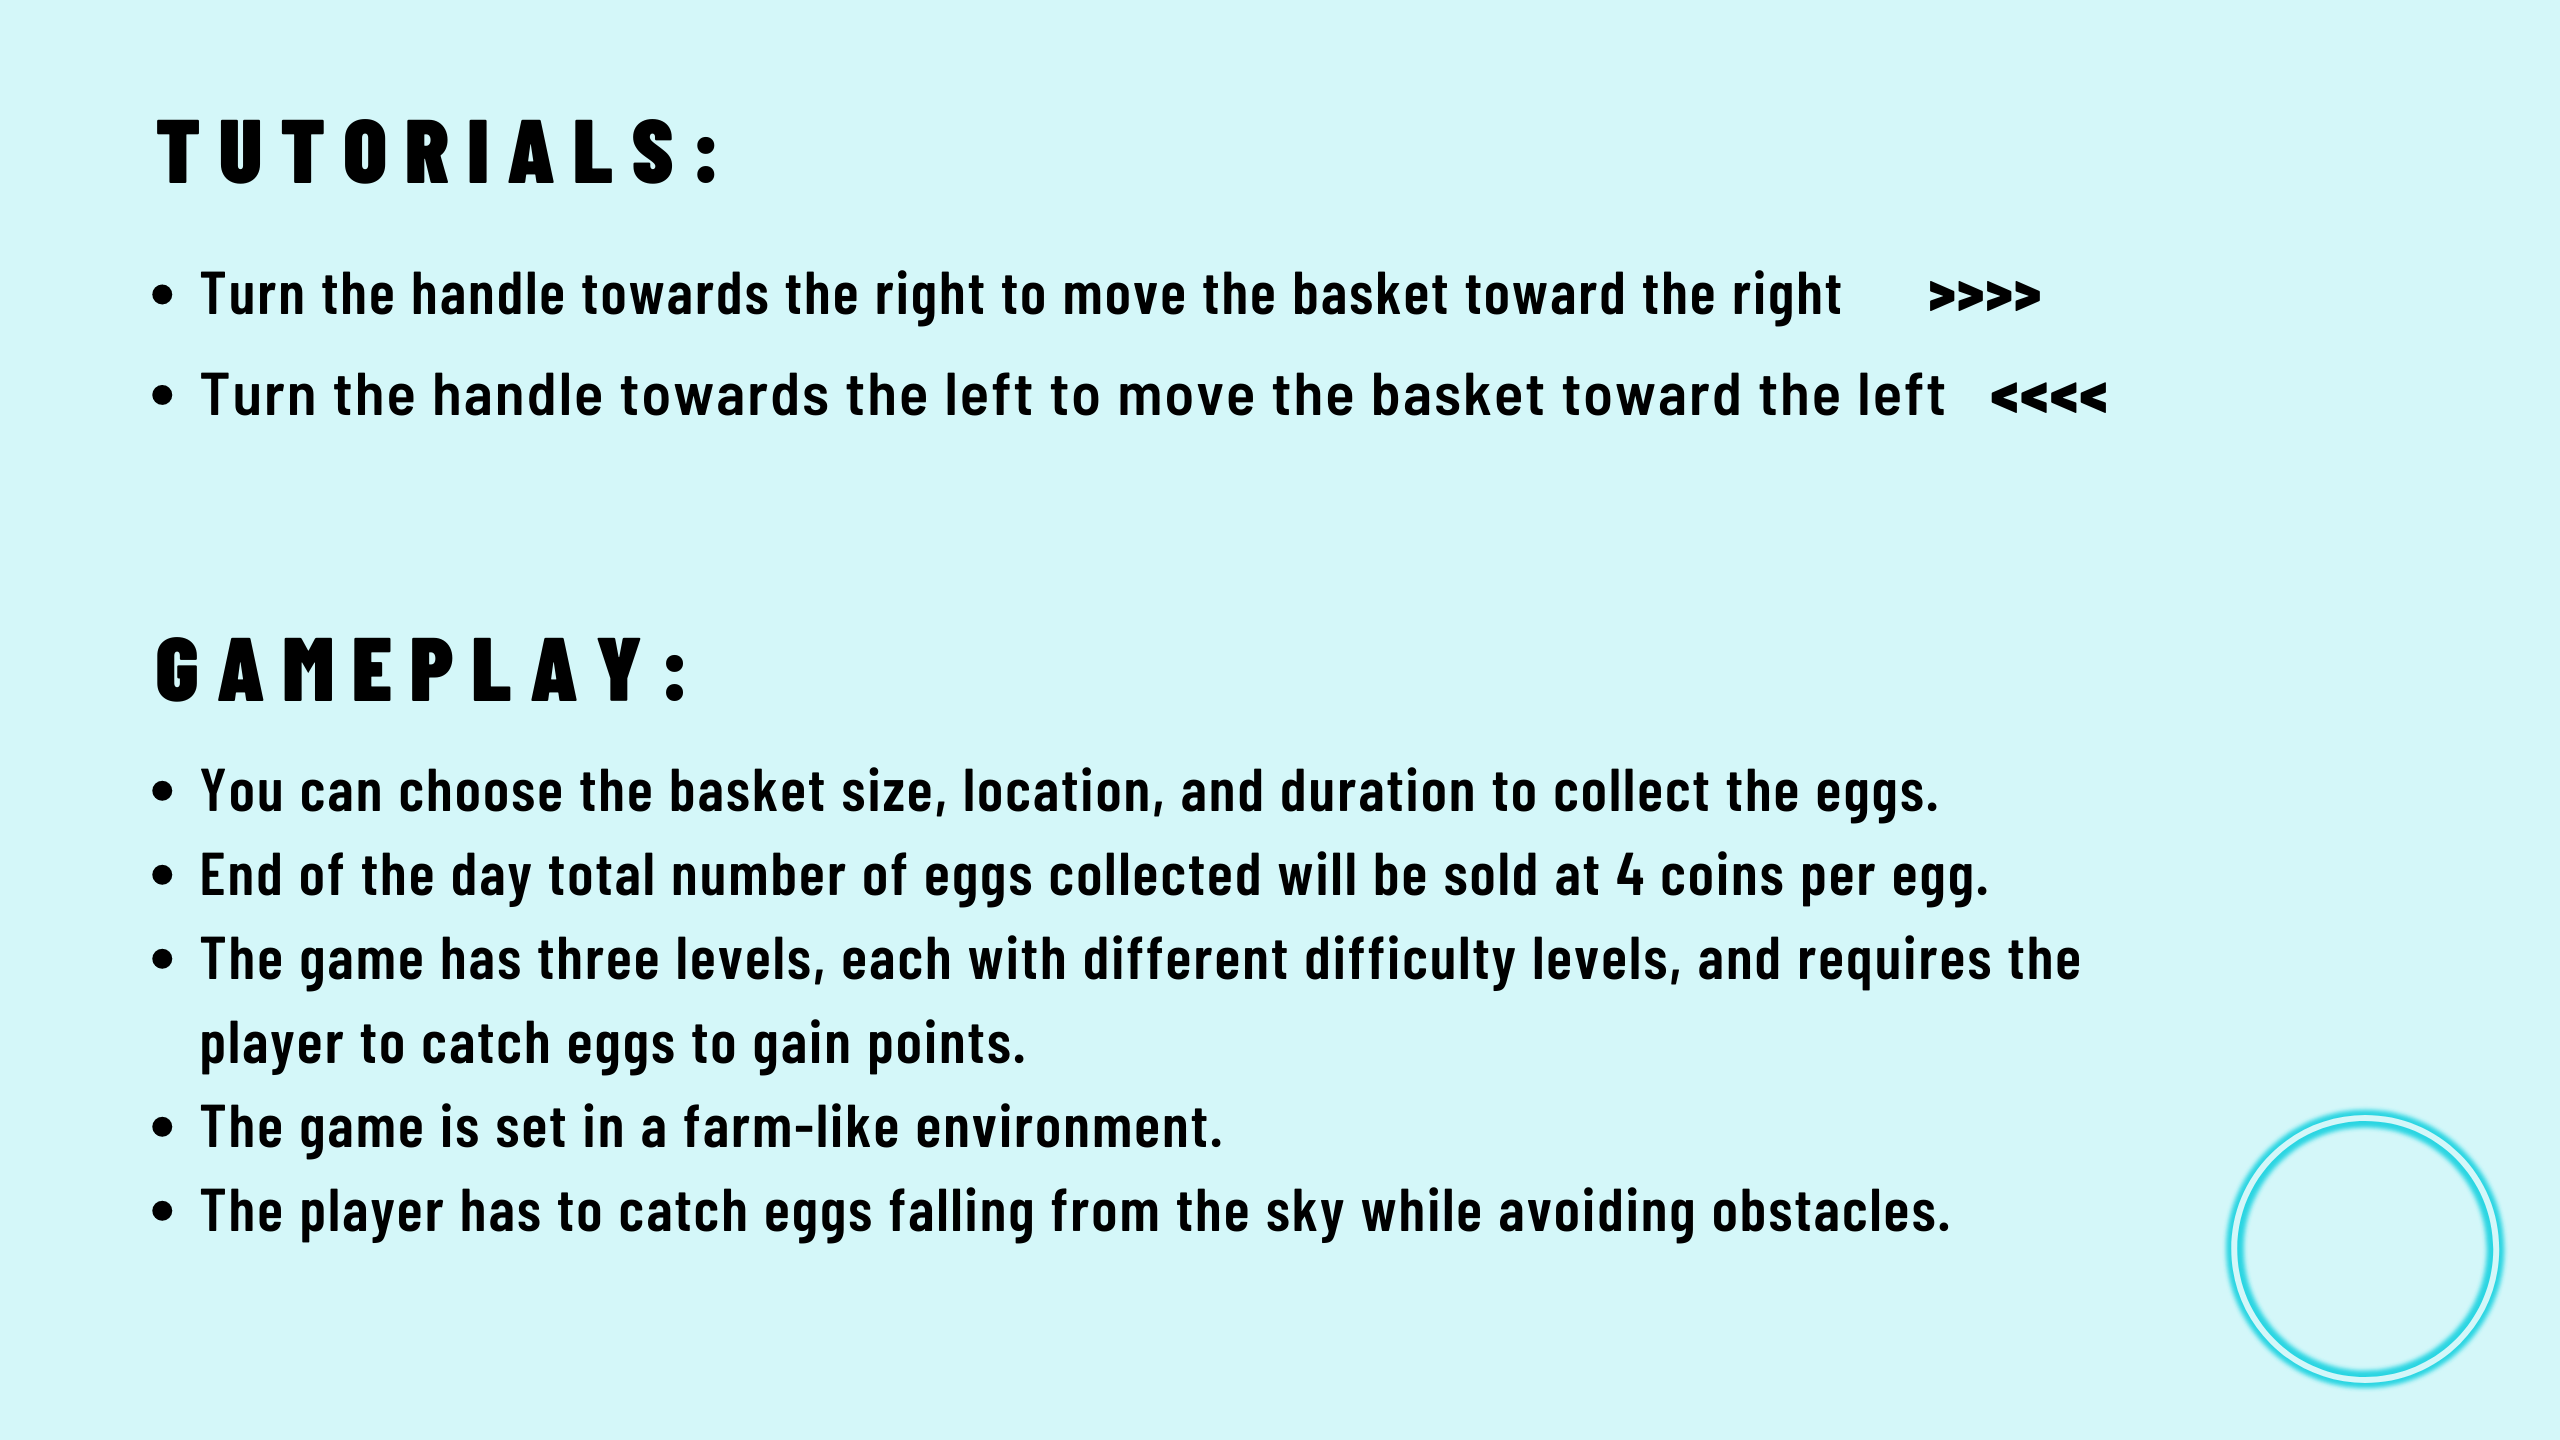 TUTORIALS:
• Turn the handle towards the right to move the basket toward the right >>>>
• Turn the handle towards the left to move the basket toward the left <<<<
GAMEPLAY:
• You can choose the basket size, location, and duration to collect the eggs.
• End of the day total number of eggs collected will be sold at 4 coins per egg.
• The game has three levels, each with different difficulty levels, and requires the
player to catch eggs to gain points.
• The game is set in a farm-like environment.
• The player has to catch eggs falling from the sky while avoiding obstacles.